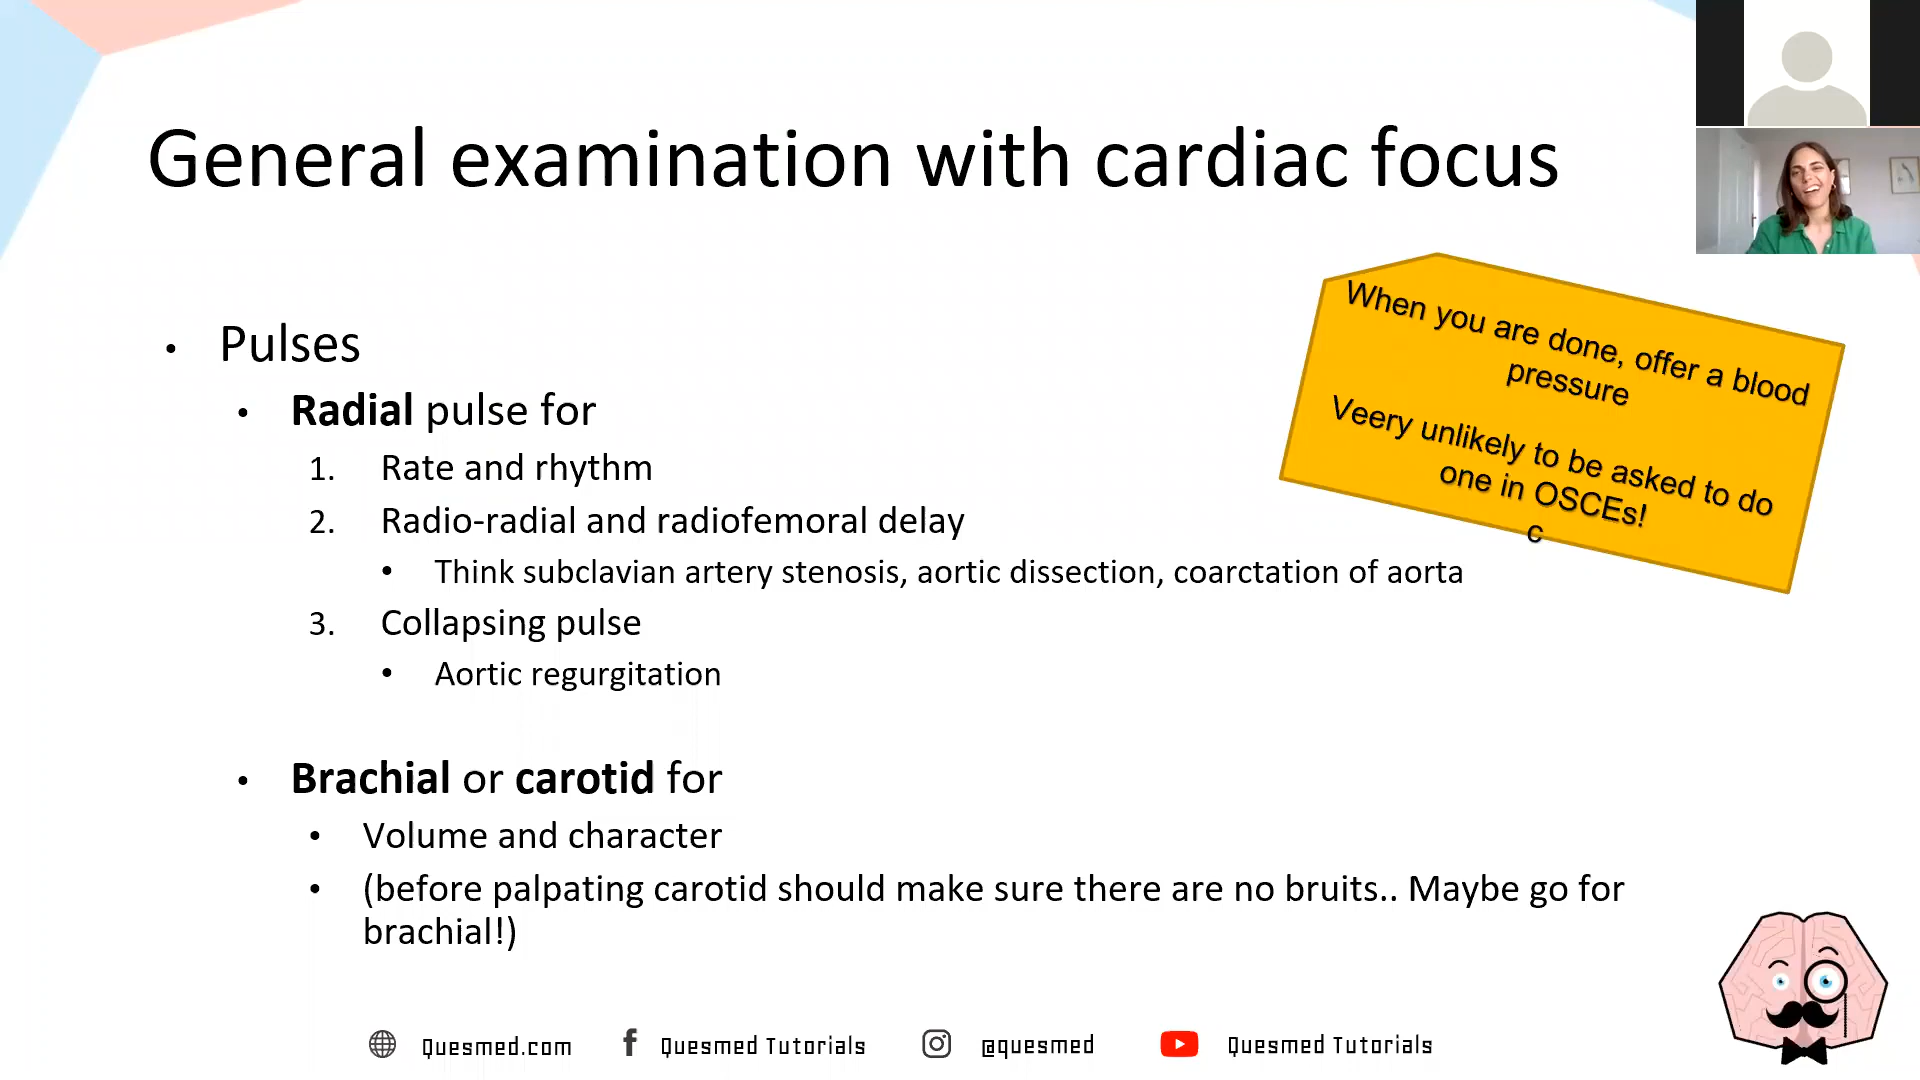 General examination with cardiac focus
When you are done, offer a blood
pressure
Veery unlikely to be asked to do
one in OSCEs!
c
• Pulses
• Radial pulse for
1. Rate and rhythm
2. Radio-radial and radiofemoral delay
• Think subclavian artery stenosis, aortic dissection, coarctation of aorta
3. Collapsing pulse
• Aortic regurgitation
• Brachial or carotid for
• Volume and character
• (before palpating carotid should make sure there are no bruits.. Maybe go for
brachial!)
Quesmed.com f Quesmed Tutorials @quesmed Quesmed Tutorials